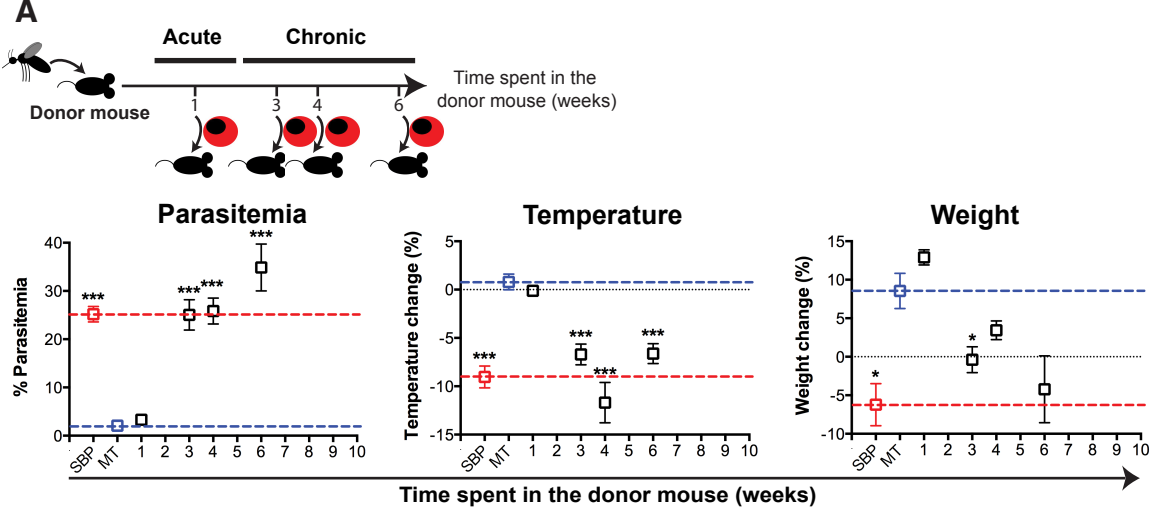 A
Acute Chronic
Time spent in the
donor mouse (weeks)
Donor mouse
1 3 4 6
Parasitemia
% Parasitemia
40
30
20
10
0
*** *** *** ***
SBP MT 1 2 3 4 5 6 7 8 9 10
Temperature
Temperature change (%)
5
0
-5
-10
-15
*** *** *** ***
SBP MT 1 2 3 4 5 6 7 8 9 10
Weight
Weight change (%)
15
10
5
0
-5
-10
* *
SBP MT 1 2 3 4 5 6 7 8 9 10
Time spent in the donor mouse (weeks)